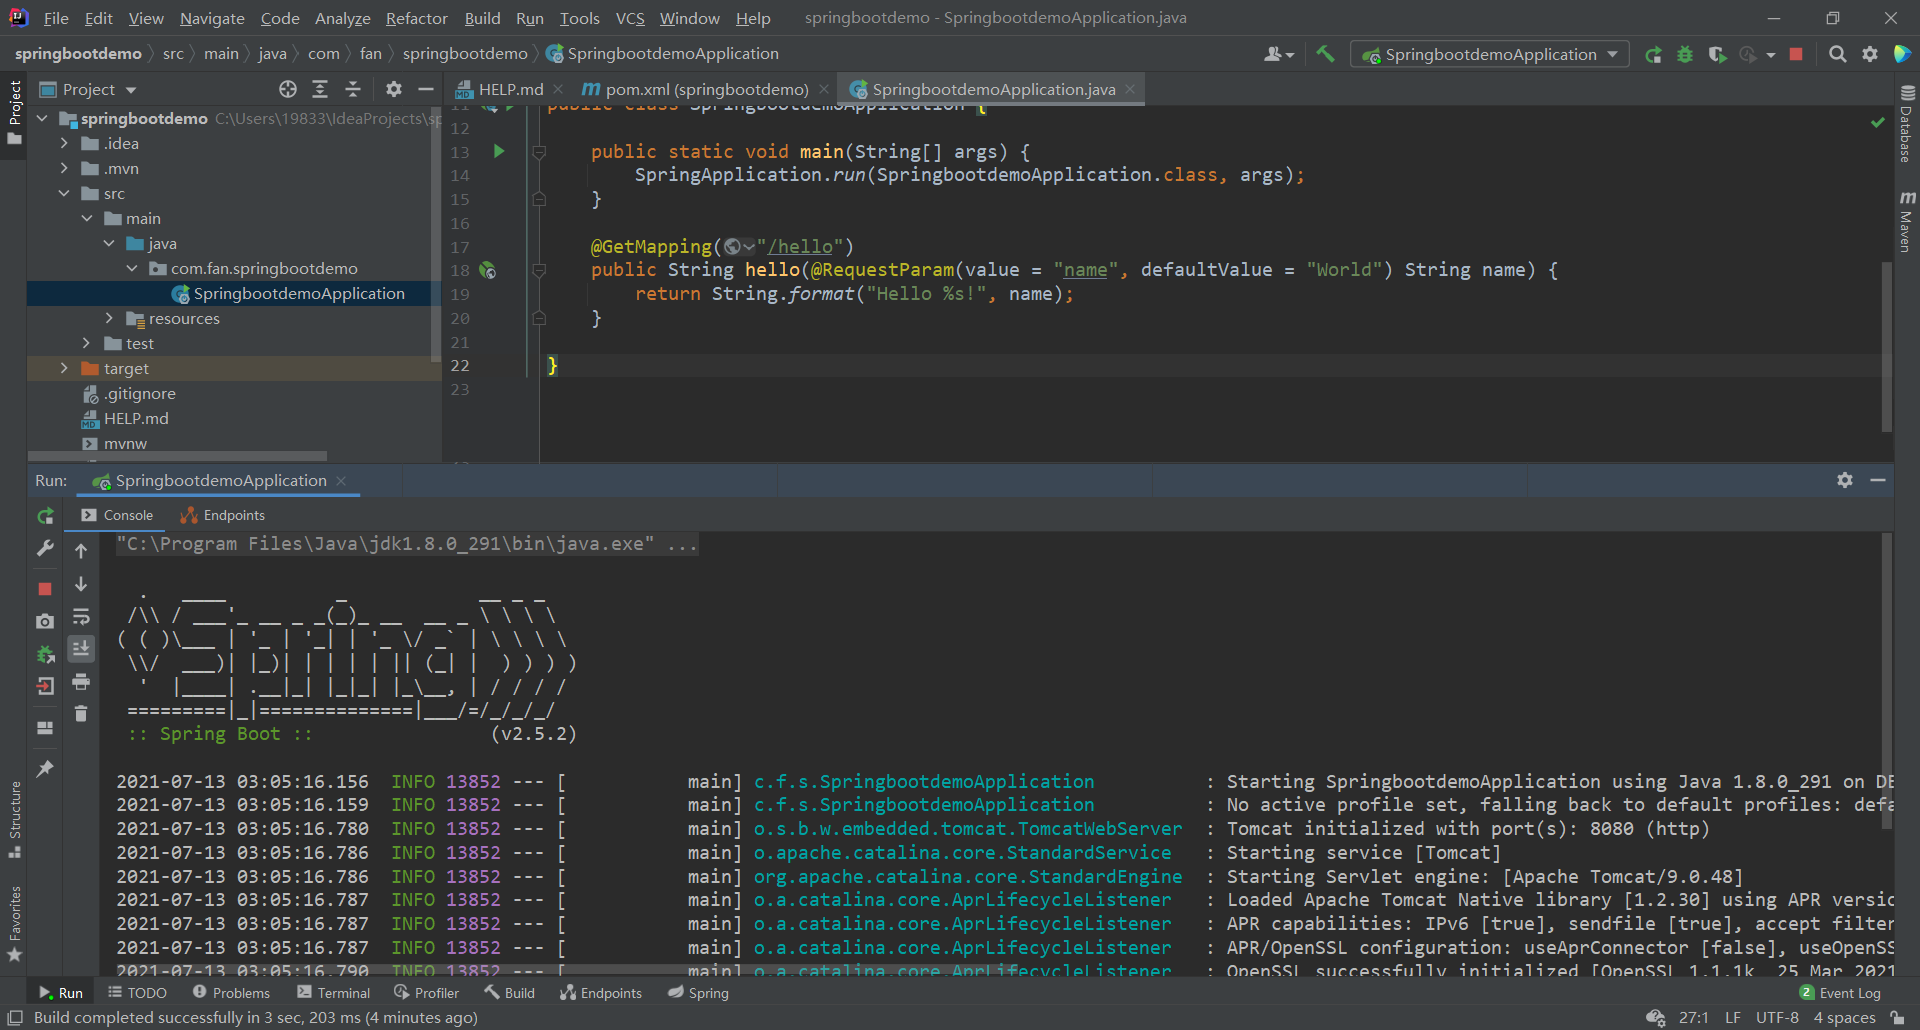 File Edit View Navigate Code Analyze Refactor Build Run Tools VCS Window Help springbootdemo - SpringbootdemoApplication.java
springbootdemo src main java com fan springbootdemo SpringbootdemoApplication SpringbootdemoApplication
Project
Project
HELP.md pom.xml (springbootdemo) SpringbootdemoApplication.java
springbootdemo C:\Users\19833\IdeaProjects\sp
.idea
.mvn
src
main
java
com.fan.springbootdemo
SpringbootdemoApplication
resources
test
target
.gitignore
HELP.md
mvnw
11 public class SpringbootdemoApplication {
12
13 public static void main(String[] args) {
14 SpringApplication.run(SpringbootdemoApplication.class, args);
15 }
16
17 @GetMapping("/hello")
18 public String hello(@RequestParam(value = "name", defaultValue = "World") String name) {
19 return String.format("Hello %s!", name);
20 }
21
22 }
23
Database
Maven
Run: SpringbootdemoApplication
Console Endpoints
"C:\Program Files\Java\jdk1.8.0_291\bin\java.exe" ...
  .   ____          _            __ _ _
 /\\ / ___'_ __ _ _(_)_ __  __ _ \ \ \ \
( ( )\___ | '_ | '_| | '_ \/ _` | \ \ \ \
 \\/  ___)| |_)| | | | | || (_| |  ) ) ) )
  '  |____| .__|_| |_|_| |_\__, | / / / /
 =========|_|==============|___/=/_/_/_/
 :: Spring Boot ::                (v2.5.2)
2021-07-13 03:05:16.156  INFO 13852 --- [           main] c.f.s.SpringbootdemoApplication          : Starting SpringbootdemoApplication using Java 1.8.0_291 on DE
2021-07-13 03:05:16.159  INFO 13852 --- [           main] c.f.s.SpringbootdemoApplication          : No active profile set, falling back to default profiles: defa
2021-07-13 03:05:16.780  INFO 13852 --- [           main] o.s.b.w.embedded.tomcat.TomcatWebServer  : Tomcat initialized with port(s): 8080 (http)
2021-07-13 03:05:16.786  INFO 13852 --- [           main] o.apache.catalina.core.StandardService   : Starting service [Tomcat]
2021-07-13 03:05:16.786  INFO 13852 --- [           main] org.apache.catalina.core.StandardEngine  : Starting Servlet engine: [Apache Tomcat/9.0.48]
2021-07-13 03:05:16.787  INFO 13852 --- [           main] o.a.catalina.core.AprLifecycleListener   : Loaded Apache Tomcat Native library [1.2.30] using APR versio
2021-07-13 03:05:16.787  INFO 13852 --- [           main] o.a.catalina.core.AprLifecycleListener   : APR capabilities: IPv6 [true], sendfile [true], accept filter
2021-07-13 03:05:16.787  INFO 13852 --- [           main] o.a.catalina.core.AprLifecycleListener   : APR/OpenSSL configuration: useAprConnector [false], useOpenSS
2021-07-13 03:05:16.790  INFO 13852 --- [           main] o.a.catalina.core.AprLifecycleListener   : OpenSSL successfully initialized [OpenSSL 1.1.1k  25 Mar 2021
Structure
Favorites
Run TODO Problems Terminal Profiler Build Endpoints Spring 2 Event Log
Build completed successfully in 3 sec, 203 ms (4 minutes ago) 27:1 LF UTF-8 4 spaces